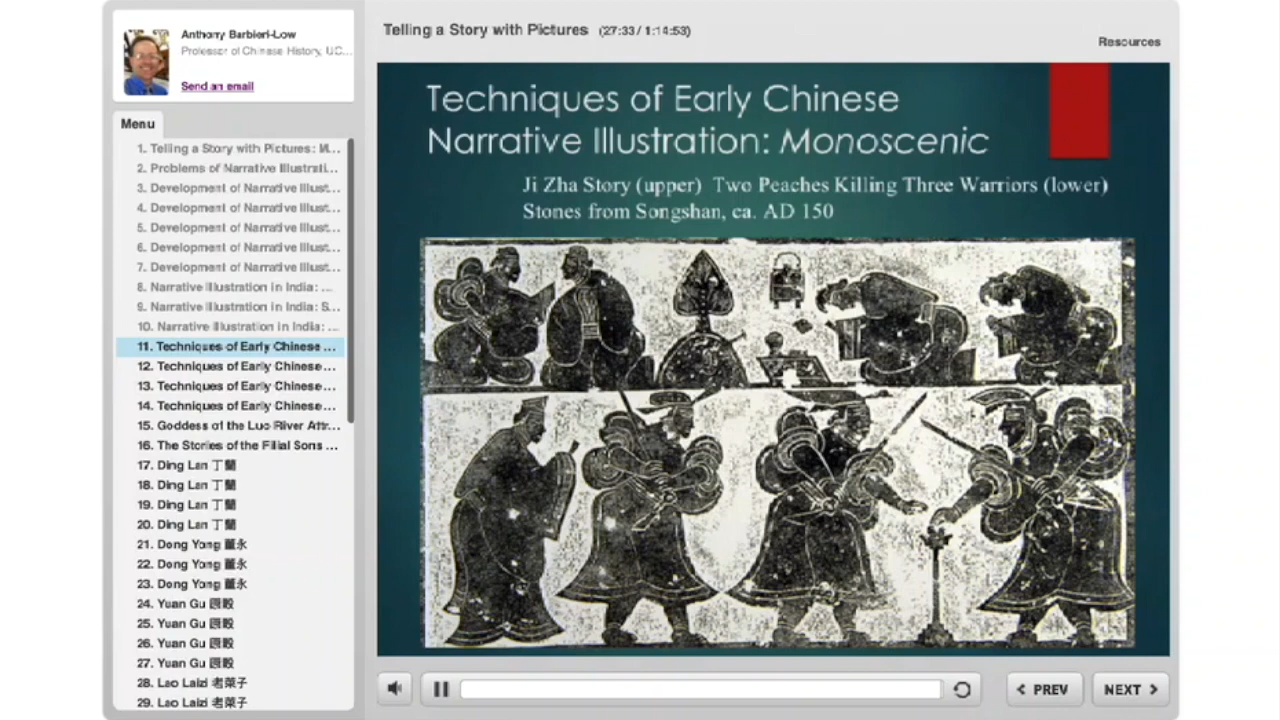 Anthony Barbieri-Low
Professor of Chinese History, UC...
Send an email
Telling a Story with Pictures (27:33 / 1:14:53)
Resources
Menu
1. Telling a Story with Pictures: M...
2. Problems of Narrative Illustrati...
3. Development of Narrative Illust...
4. Development of Narrative Illust...
5. Development of Narrative Illust...
6. Development of Narrative Illust...
7. Development of Narrative Illust...
8. Narrative Illustration in India: ...
9. Narrative Illustration in India: S...
10. Narrative Illustration in India: ...
11. Techniques of Early Chinese ...
12. Techniques of Early Chinese...
13. Techniques of Early Chinese...
14. Techniques of Early Chinese...
15. Goddess of the Luo River Attr...
16. The Stories of the Filial Sons ...
17. Ding Lan 丁蘭
18. Ding Lan 丁蘭
19. Ding Lan 丁蘭
20. Ding Lan 丁蘭
21. Dong Yong 董永
22. Dong Yong 董永
23. Dong Yong 董永
24. Yuan Gu
25. Yuan Gu
26. Yuan Gu
27. Yuan Gu
28. Lao Laizi 老萊子
29. Lao Laizi 老萊子
Techniques of Early Chinese
Narrative Illustration: Monoscenic
Ji Zha Story (upper) Two Peaches Killing Three Warriors (lower)
Stones from Songshan, ca. AD 150
PREV
NEXT